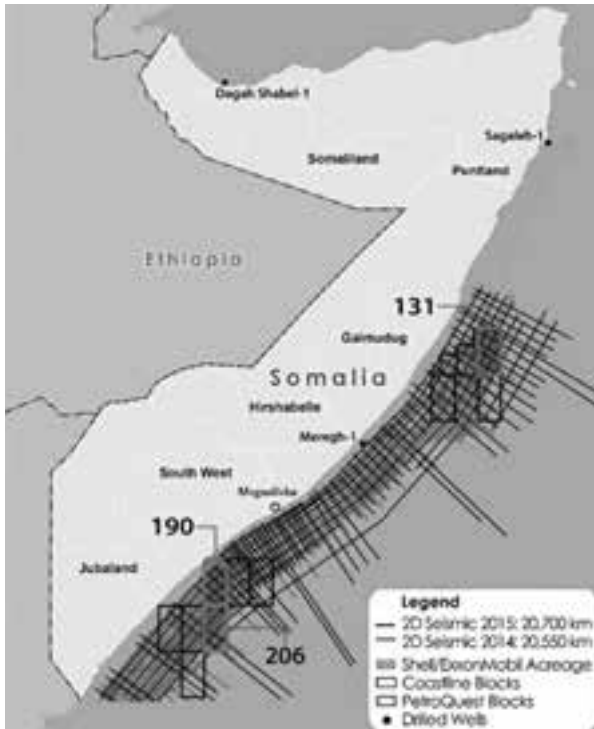 Dagah Shabel-1
Sagaleh-1
Somaliland
Puntland
Ethiopia
131
Galmudug
Somalia
Hirshabelle
Meregh-1
South West
Mogadishu
190
Jubaland
206
Legend
2D Seismic 2015: 20,700 km
2D Seismic 2014: 20,550 km
Shell/ExxonMobil Acreage
Coastline Blocks
PetroQuest Blocks
Drilled Wells